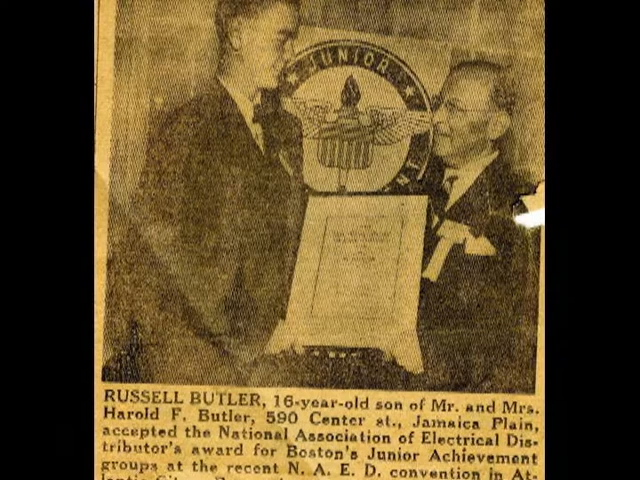 JUNIOR
RUSSELL BUTLER, 16-year-old son of Mr. and Mrs.
Harold F. Butler, 590 Center st., Jamaica Plain,
accepted the National Association of Electrical Dis-
tributor's award for Boston's Junior Achievement
groups at the recent N. A. E. D. convention in At-